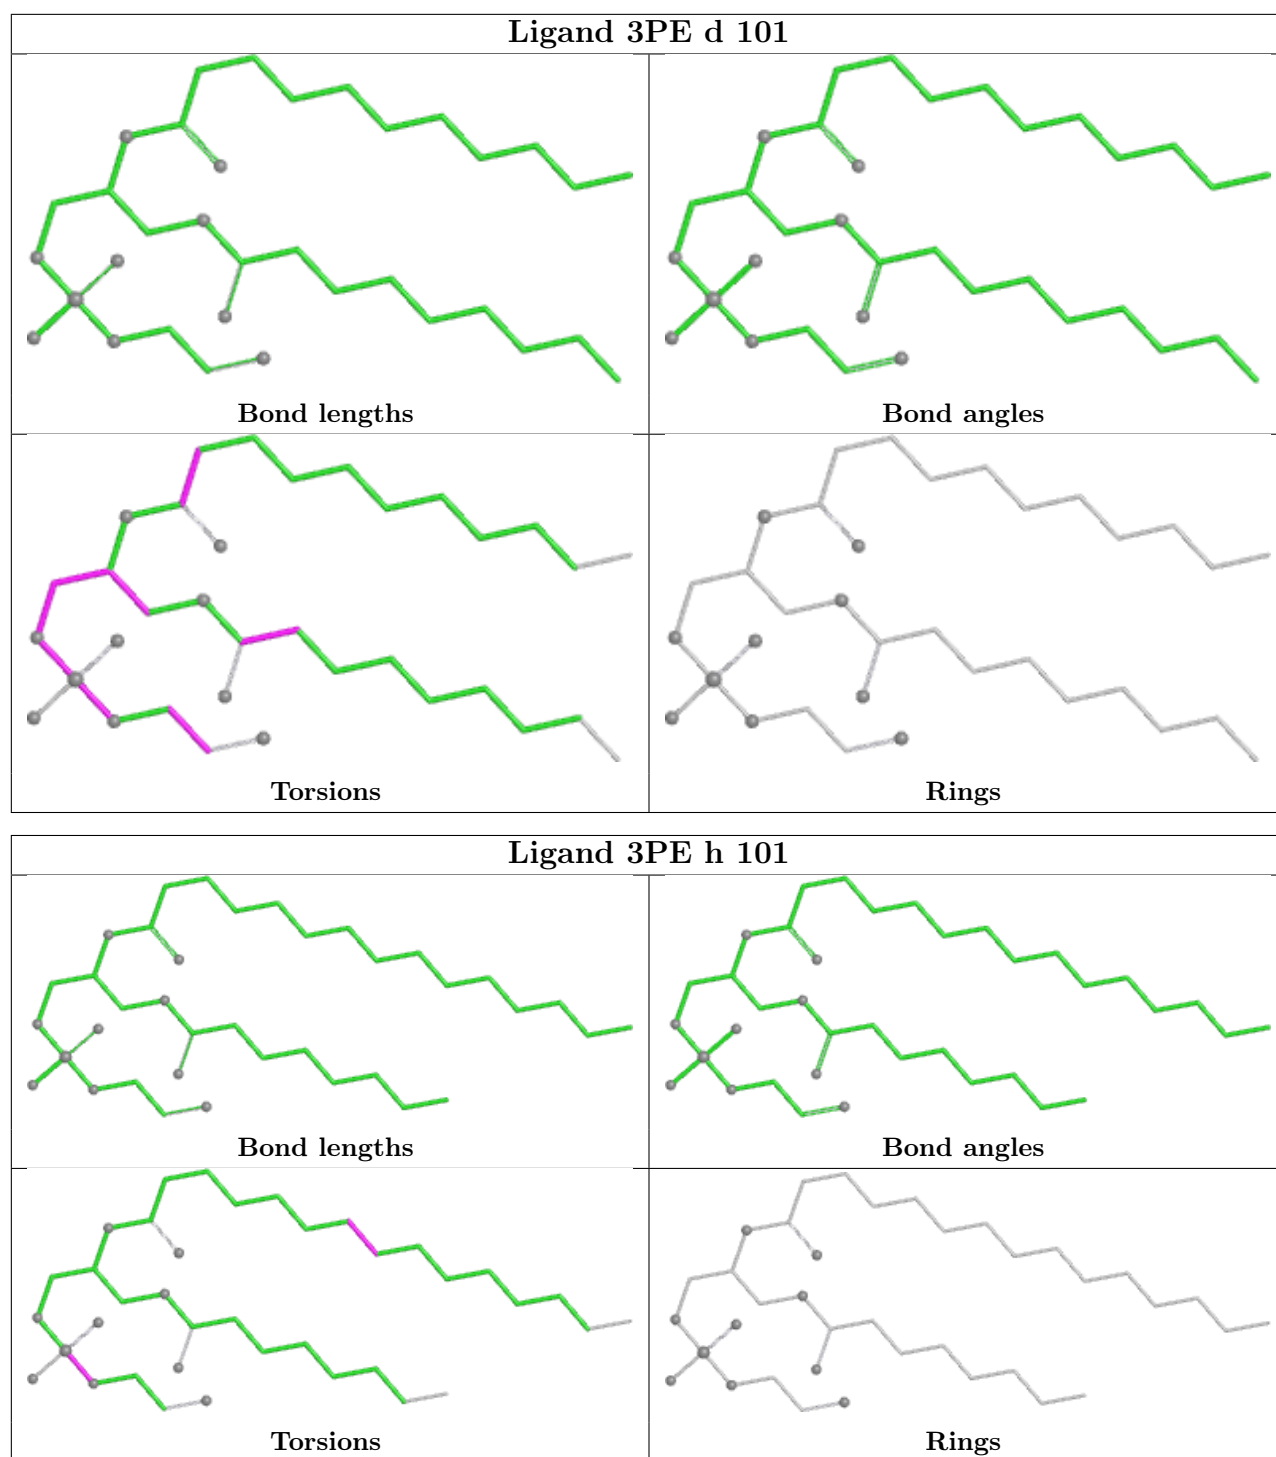 Ligand 3PE d 101
Bond lengths
Bond angles
Torsions
Rings
Ligand 3PE h 101
Bond lengths
Bond angles
Torsions
Rings